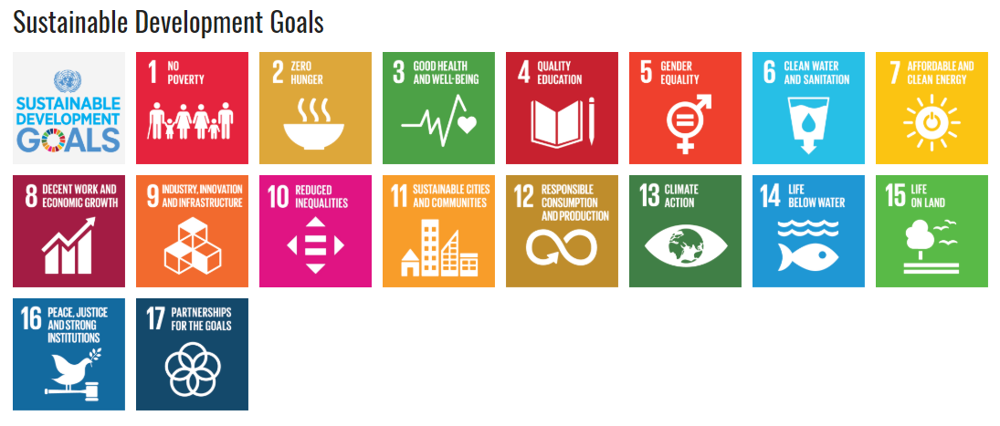 Sustainable Development Goals
SUSTAINABLE
DEVELOPMENT
GOALS
1 NO
POVERTY
2 ZERO
HUNGER
3 GOOD HEALTH
AND WELL-BEING
4 QUALITY
EDUCATION
5 GENDER
EQUALITY
6 CLEAN WATER
AND SANITATION
7 AFFORDABLE AND
CLEAN ENERGY
8 DECENT WORK AND
ECONOMIC GROWTH
9 INDUSTRY, INNOVATION
AND INFRASTRUCTURE
10 REDUCED
INEQUALITIES
11 SUSTAINABLE CITIES
AND COMMUNITIES
12 RESPONSIBLE
CONSUMPTION
AND PRODUCTION
13 CLIMATE
ACTION
14 LIFE
BELOW WATER
15 LIFE
ON LAND
16 PEACE, JUSTICE
AND STRONG
INSTITUTIONS
17 PARTNERSHIPS
FOR THE GOALS